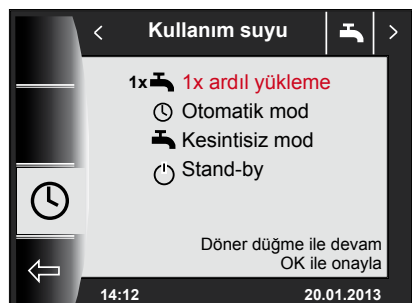 Kullanım suyu
1x 1x ardıl yükleme
Otomatik mod
Kesintisiz mod
Stand-by
Döner düğme ile devam
OK ile onayla
14:12 20.01.2013